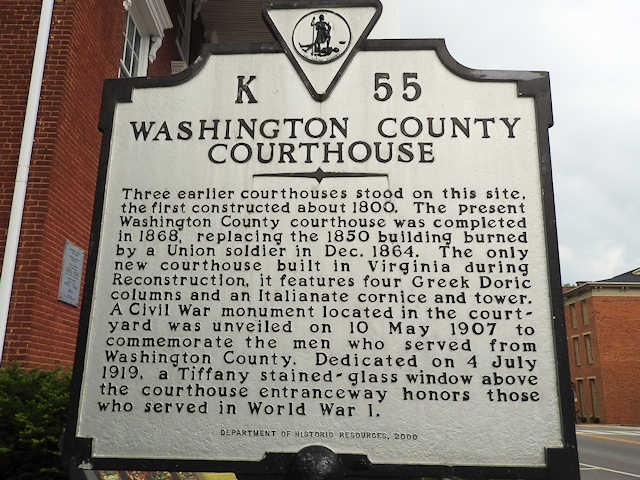 K 55
WASHINGTON COUNTY
COURTHOUSE
Three earlier courthouses stood on this site,
the first constructed about 1800. The present
Washington County courthouse was completed
in 1868, replacing the 1850 building burned
by a Union soldier in Dec. 1864. The only
new courthouse built in Virginia during
Reconstruction, it features four Greek Doric
columns and an Italianate cornice and tower.
A Civil War monument located in the court-
yard was unveiled on 10 May 1907 to
commemorate the men who served from
Washington County. Dedicated on 4 July
1919, a Tiffany stained-glass window above
the courthouse entranceway honors those
who served in World War I.
DEPARTMENT OF HISTORIC RESOURCES, 2000